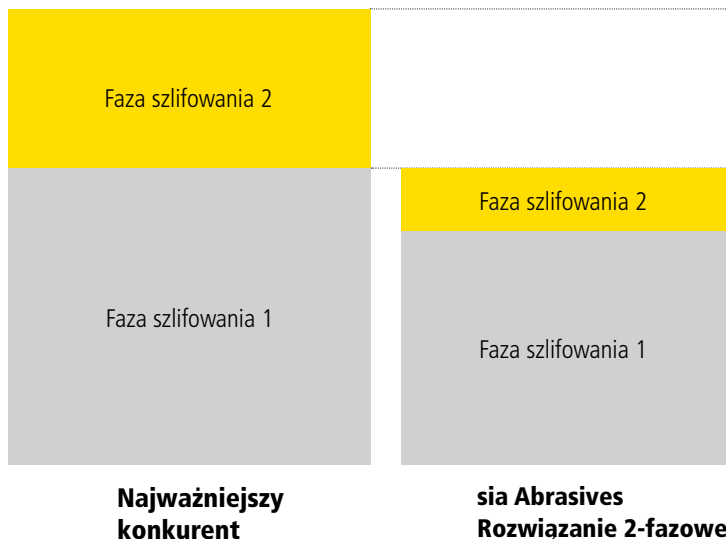 Faza szlifowania 2
Faza szlifowania 2
Faza szlifowania 1
Faza szlifowania 1
Najważniejszy
konkurent
sia Abrasives
Rozwiązanie 2-fazowe